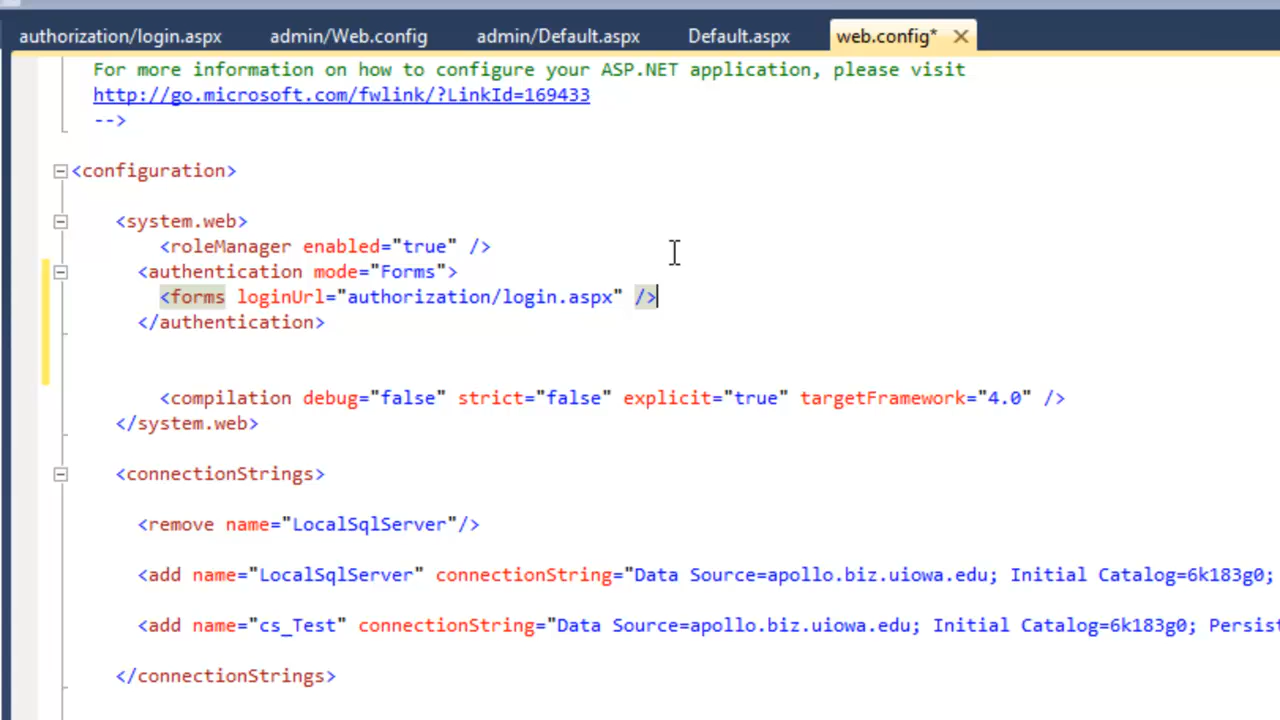 authorization/login.aspx admin/Web.config admin/Default.aspx Default.aspx web.config*
For more information on how to configure your ASP.NET application, please visit
http://go.microsoft.com/fwlink/?LinkId=169433
-->
<configuration>
<system.web>
<roleManager enabled="true" />
<authentication mode="Forms">
<forms loginUrl="authorization/login.aspx" />
</authentication>
<compilation debug="false" strict="false" explicit="true" targetFramework="4.0" />
</system.web>
<connectionStrings>
<remove name="LocalSqlServer"/>
<add name="LocalSqlServer" connectionString="Data Source=apollo.biz.uiowa.edu; Initial Catalog=6k183g0;
<add name="cs_Test" connectionString="Data Source=apollo.biz.uiowa.edu; Initial Catalog=6k183g0; Persist
</connectionStrings>